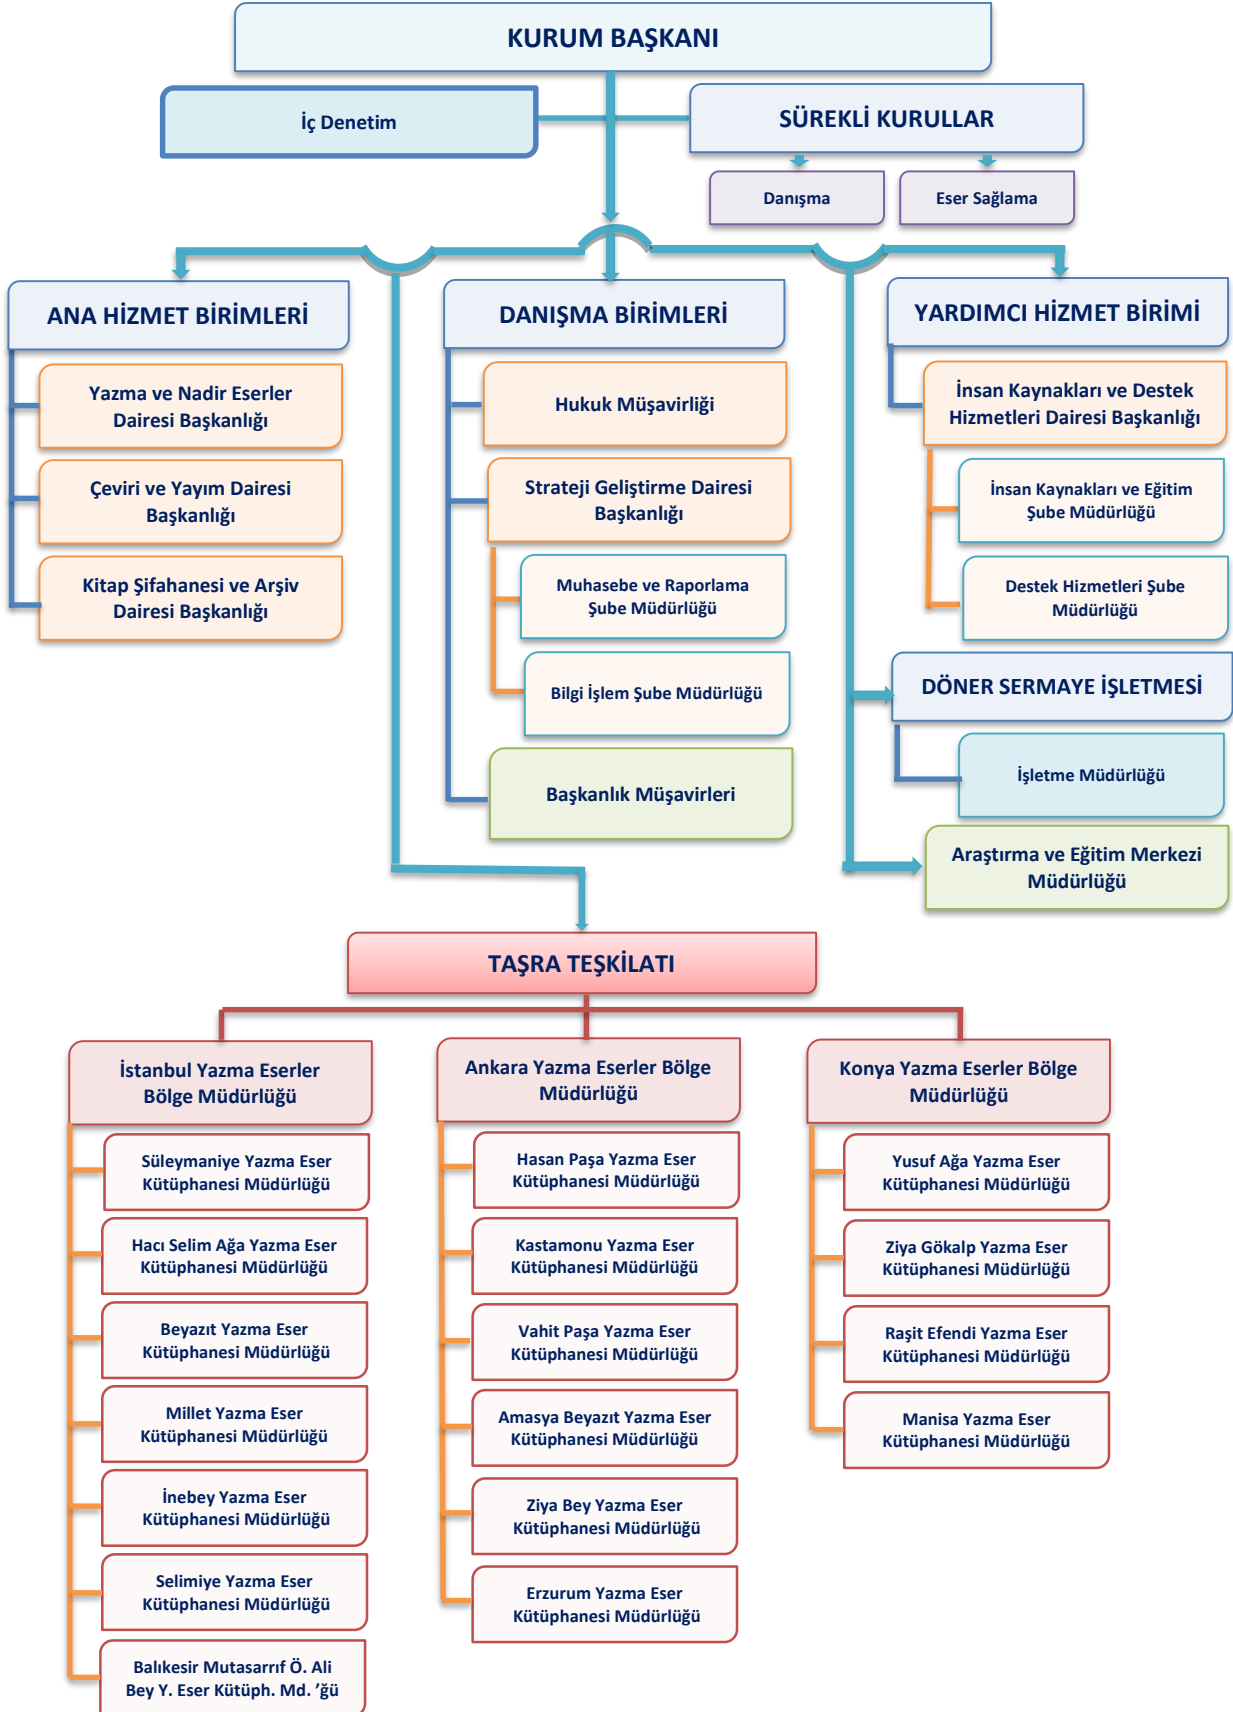 KURUM BAŞKANI
İç Denetim
SÜREKLİ KURULLAR
Danışma
Eser Sağlama
ANA HİZMET BİRİMLERİ
Yazma ve Nadir Eserler
Dairesi Başkanlığı
Çeviri ve Yayım Dairesi
Başkanlığı
Kitap Şifahanesi ve Arşiv
Dairesi Başkanlığı
DANIŞMA BİRİMLERİ
Hukuk Müşavirliği
Strateji Geliştirme Dairesi
Başkanlığı
Muhasebe ve Raporlama
Şube Müdürlüğü
Bilgi İşlem Şube Müdürlüğü
Başkanlık Müşavirleri
YARDIMCI HİZMET BİRİMİ
İnsan Kaynakları ve Destek
Hizmetleri Dairesi Başkanlığı
İnsan Kaynakları ve Eğitim
Şube Müdürlüğü
Destek Hizmetleri Şube
Müdürlüğü
DÖNER SERMAYE İŞLETMESİ
İşletme Müdürlüğü
Araştırma ve Eğitim Merkezi
Müdürlüğü
TAŞRA TEŞKİLATI
İstanbul Yazma Eserler
Bölge Müdürlüğü
Süleymaniye Yazma Eser
Kütüphanesi Müdürlüğü
Hacı Selim Ağa Yazma Eser
Kütüphanesi Müdürlüğü
Beyazıt Yazma Eser
Kütüphanesi Müdürlüğü
Millet Yazma Eser
Kütüphanesi Müdürlüğü
İnebey Yazma Eser
Kütüphanesi Müdürlüğü
Selimiye Yazma Eser
Kütüphanesi Müdürlüğü
Balıkesir Mutasarrıf Ö. Ali
Bey Y. Eser Kütüph. Md. ’ğü
Ankara Yazma Eserler Bölge
Müdürlüğü
Hasan Paşa Yazma Eser
Kütüphanesi Müdürlüğü
Kastamonu Yazma Eser
Kütüphanesi Müdürlüğü
Vahit Paşa Yazma Eser
Kütüphanesi Müdürlüğü
Amasya Beyazıt Yazma Eser
Kütüphanesi Müdürlüğü
Ziya Bey Yazma Eser
Kütüphanesi Müdürlüğü
Erzurum Yazma Eser
Kütüphanesi Müdürlüğü
Konya Yazma Eserler Bölge
Müdürlüğü
Yusuf Ağa Yazma Eser
Kütüphanesi Müdürlüğü
Ziya Gökalp Yazma Eser
Kütüphanesi Müdürlüğü
Raşit Efendi Yazma Eser
Kütüphanesi Müdürlüğü
Manisa Yazma Eser
Kütüphanesi Müdürlüğü